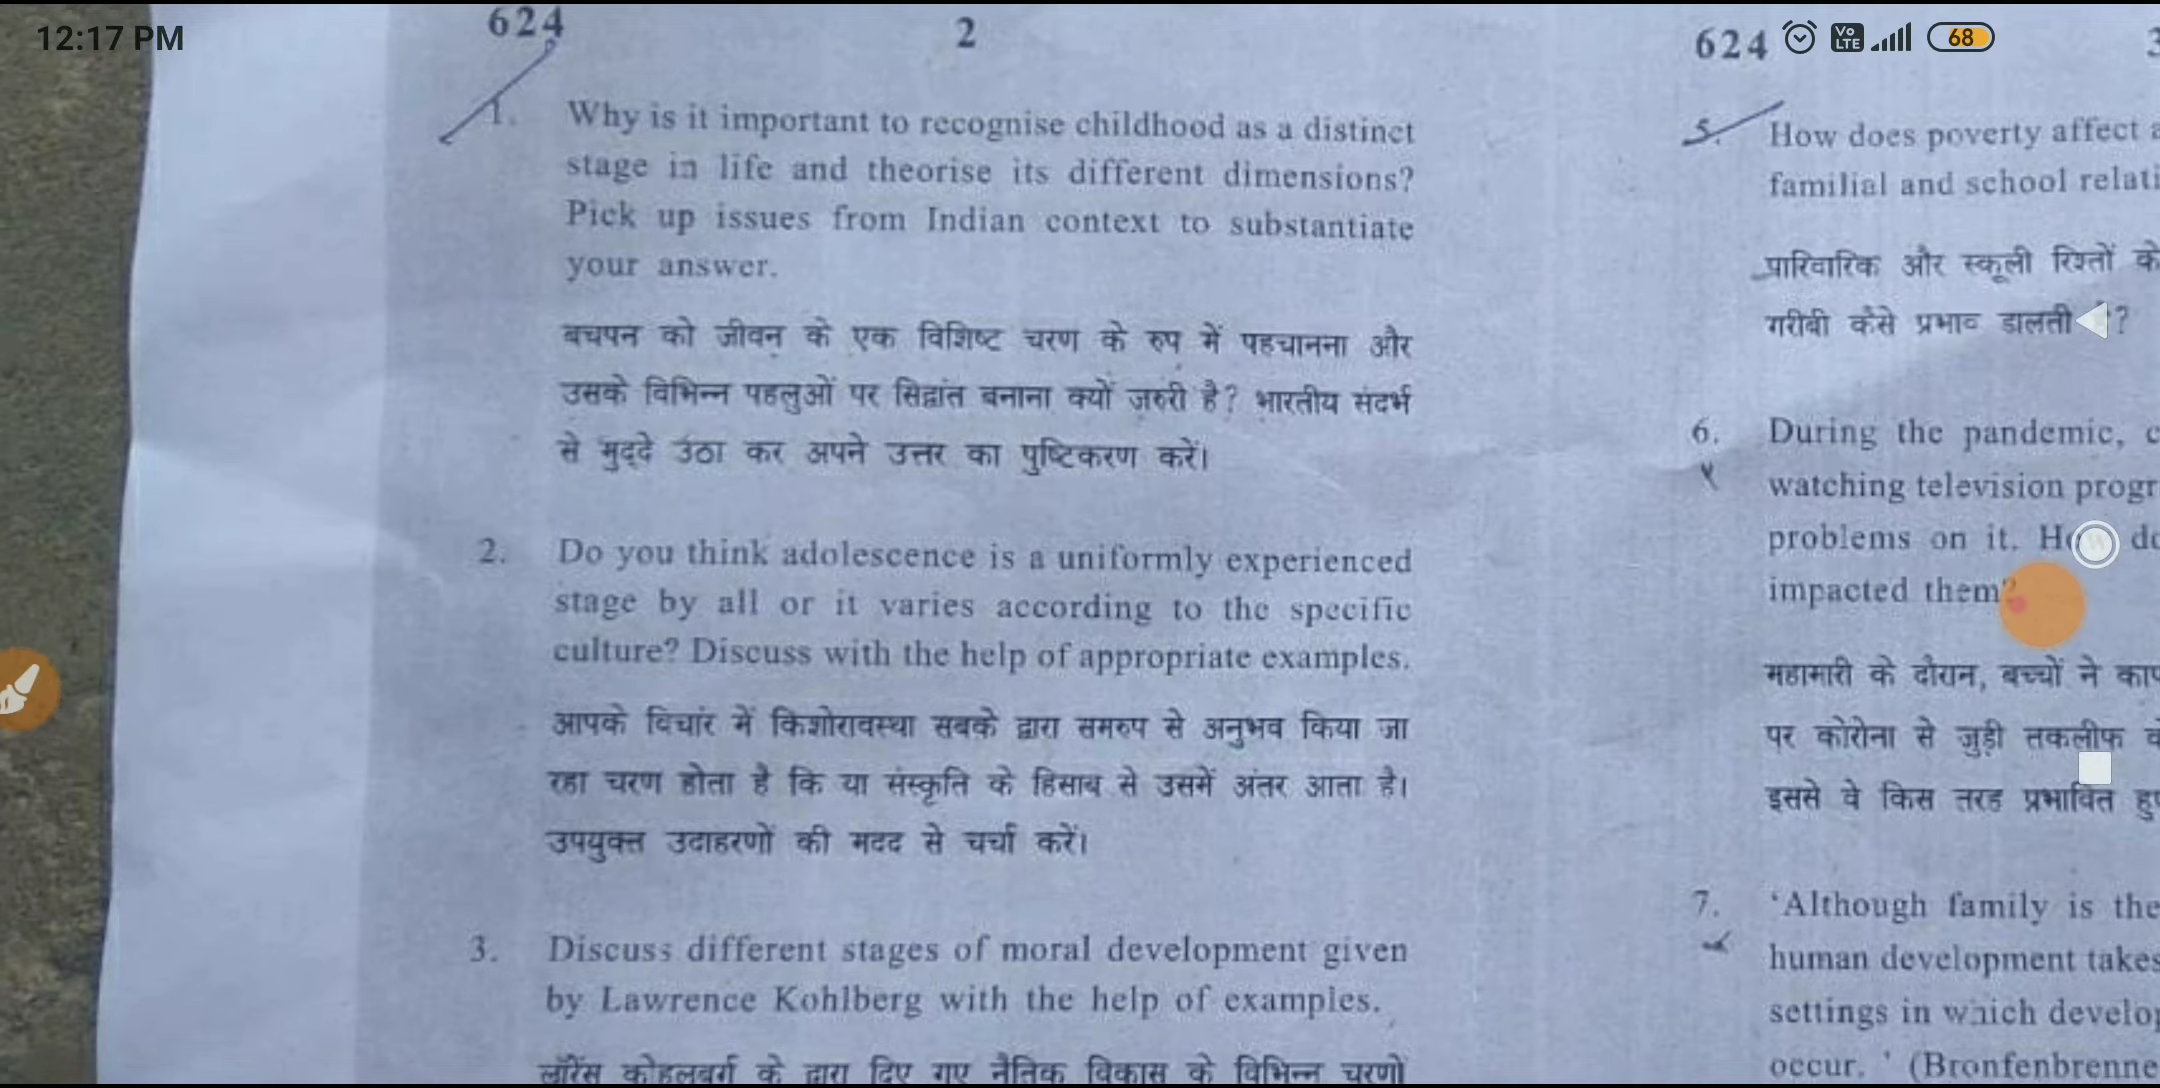 12:17 PM
68
624
2
1. Why is it important to recognise childhood as a distinct
stage in life and theorise its different dimensions?
Pick up issues from Indian context to substantiate
your answer.
बचपन को जीवन के एक विशिष्ट चरण के रुप में पहचानना और
उसके विभिन्न पहलुओं पर सिद्वांत बनाना क्यों ज़रुरी है? भारतीय संदर्भ
से मुद्दे उठा कर अपने उत्तर का पुष्टिकरण करें।
2. Do you think adolescence is a uniformly experienced
stage by all or it varies according to the specific
culture? Discuss with the help of appropriate examples.
आपके विचार में किशोरावस्था सबके द्वारा समरुप से अनुभव किया जा
रहा चरण होता है कि या संस्कृति के हिसाब से उसमें अंतर आता है।
उपयुक्त उदाहरणों की मदद से चर्चा करें।
3. Discuss different stages of moral development given
by Lawrence Kohlberg with the help of examples.
लॉरेंस कोहलबर्ग के द्वारा दिए गए नैतिक विकास के विभिन्न चरणो
624
5. How does poverty affect
familial and school
पारिवारिक और स्कूली रिश्तों
गरीबी कैसे प्रभाव डालती ?
6. During the pandemic,
watching television
problems on it.
impacted them?
महामारी के दौरान, बच्चों ने
पर कोरोना से जुड़ी तकलीफ
इससे वे किस तरह प्रभावित
7. ‘Although family is the
human development takes
settings in which
occur. ’